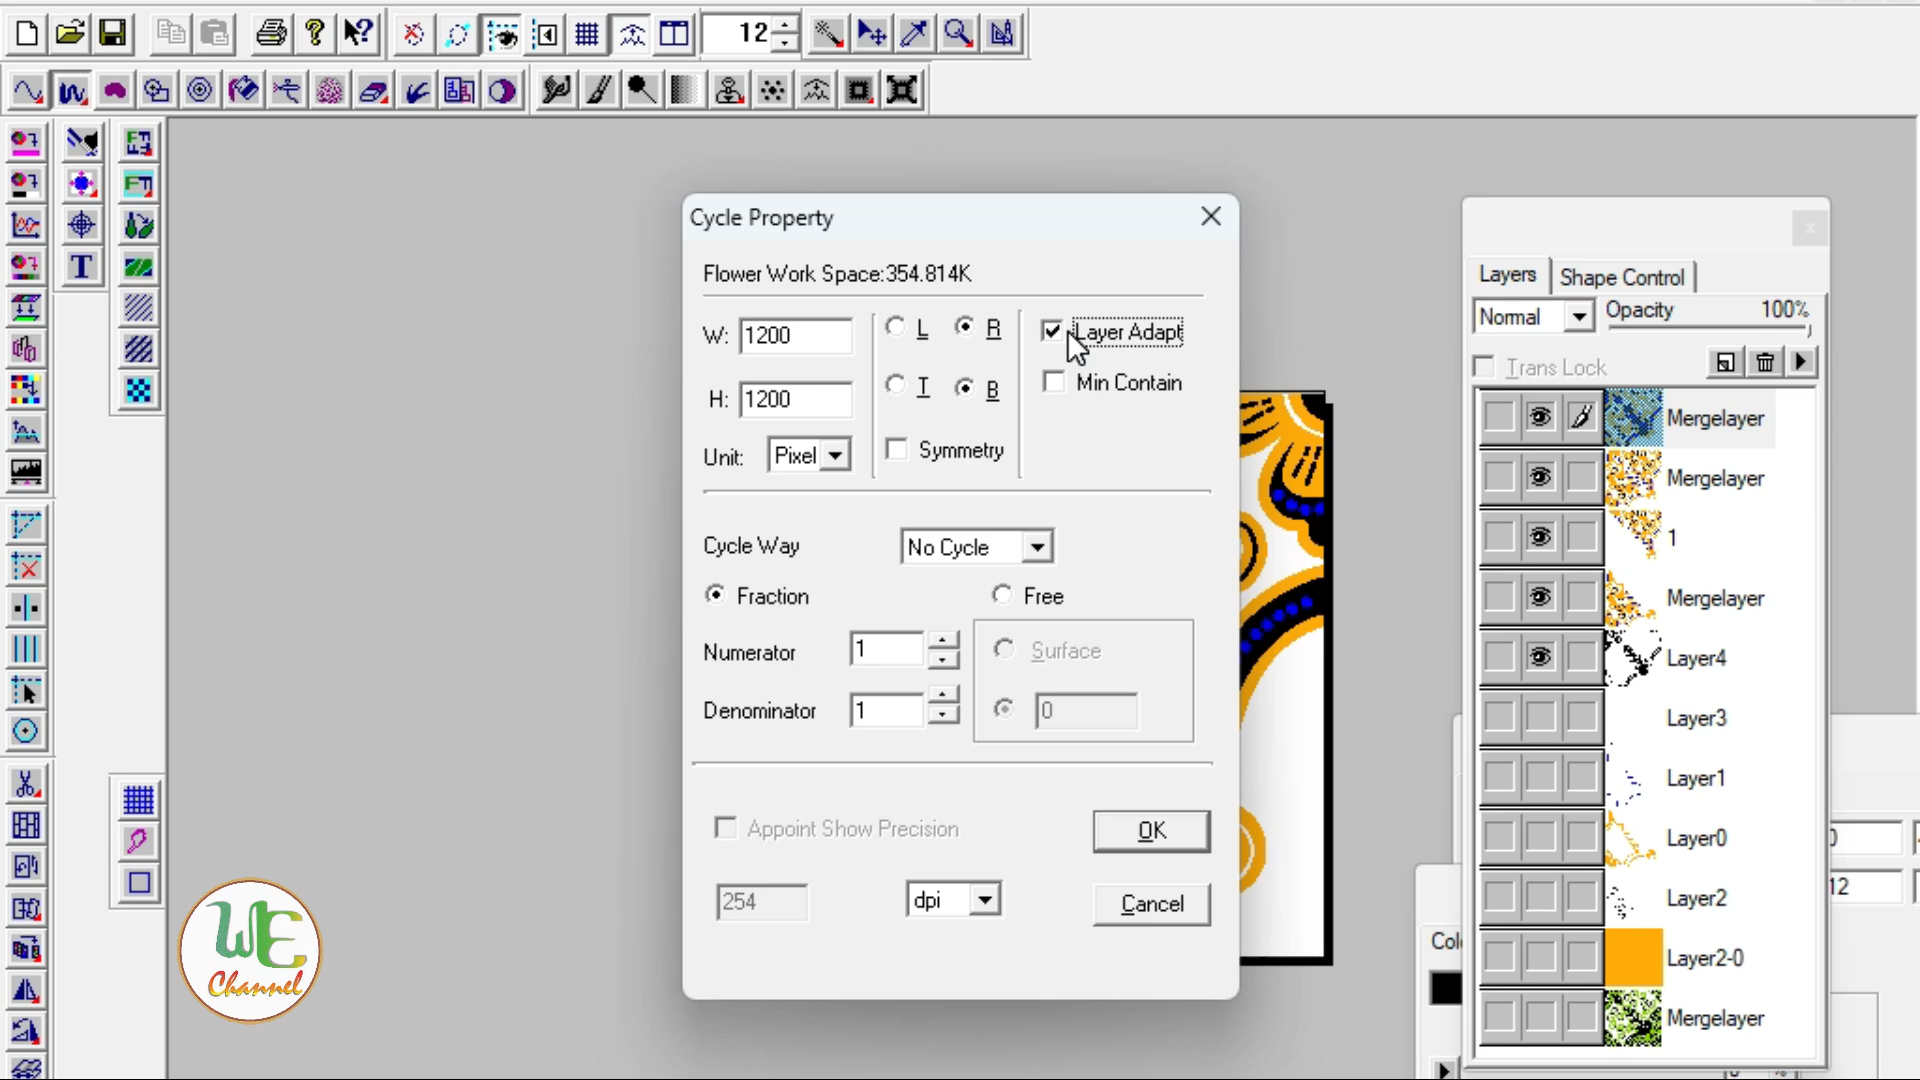 12
T
Cycle Property
Flower Work Space:354.814K
W: 1200
L
R
Layer Adapt
H: 1200
T
B
Min Contain
Unit: Pixel
Symmetry
Cycle Way No Cycle
Fraction
Free
Numerator 1
Surface
Denominator 1
0
Appoint Show Precision
OK
254
dpi
Cancel
Layers
Shape Control
Normal
Opacity 100%
Trans Lock
Mergelayer
Mergelayer
1
Mergelayer
Layer4
Layer3
Layer1
Layer0
Layer2
Layer2-0
Mergelayer
12
WE
Channel